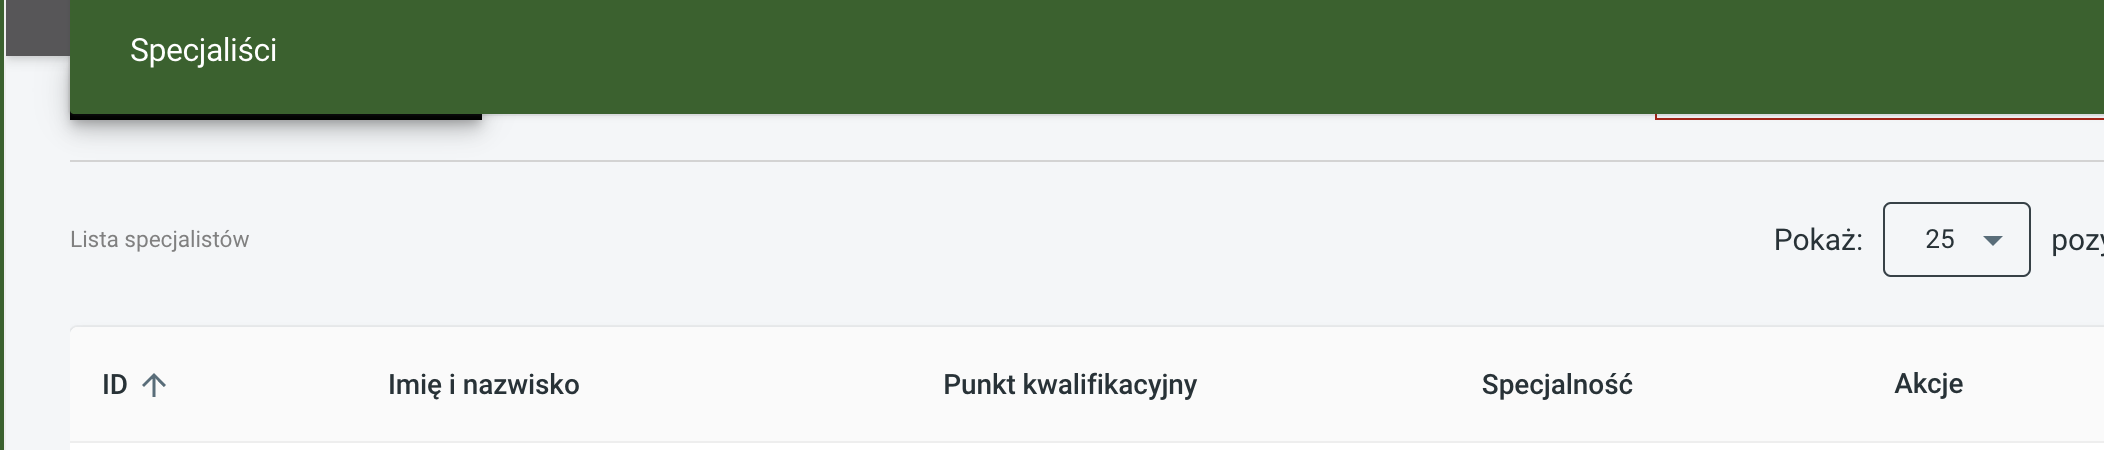 Specjaliści
Lista specjalistów
Pokaż: 25
ID Imię i nazwisko Punkt kwalifikacyjny Specjalność Akcje